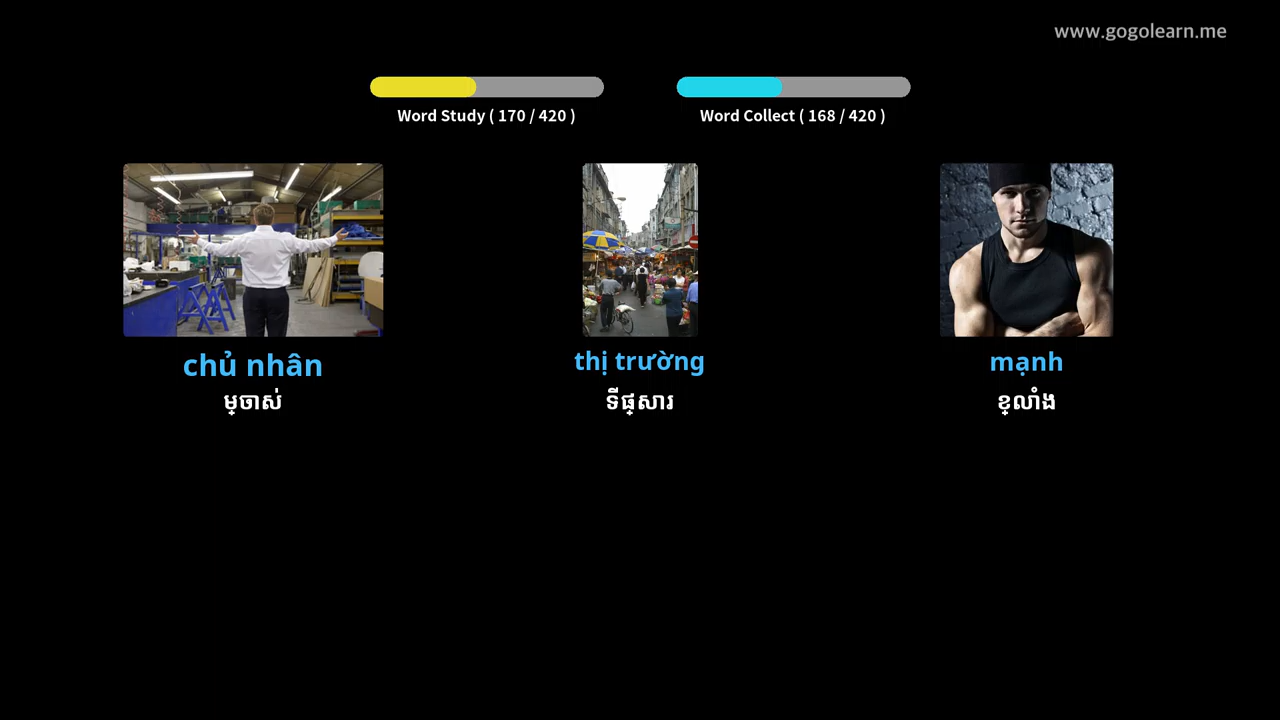 www.gogolearn.me
Word Study ( 170 / 420 )
Word Collect ( 168 / 420 )
chủ nhân
ម្ចាស់
thị trường
ទីផ្សារ
mạnh
ខ្លាំង